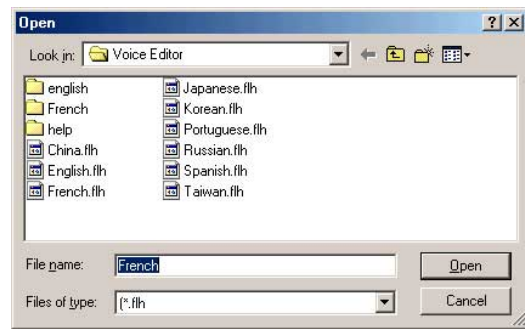 Open
Look in: Voice Editor
english
French
help
China.flh
English.flh
French.flh
Japanese.flh
Korean.flh
Portuguese.flh
Russian.flh
Spanish.flh
Taiwan.flh
File name: French
Open
Files of type: (*.flh
Cancel